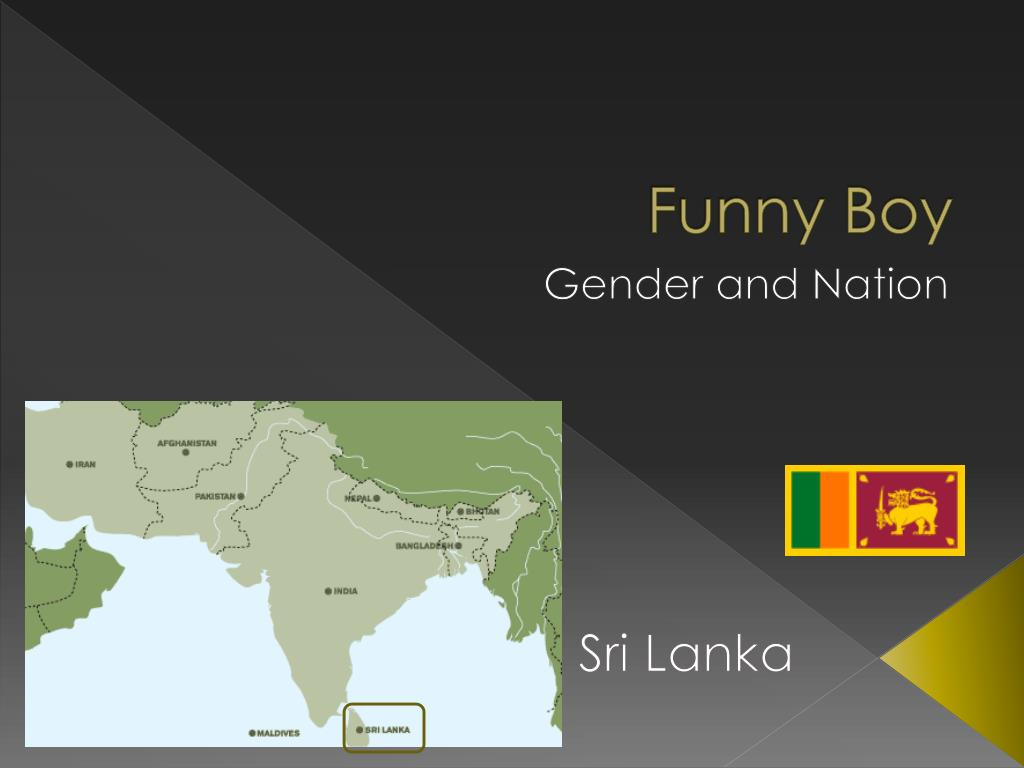 Funny Boy
Gender and Nation
AFGHANISTAN
IRAN
PAKISTAN
NEPAL
BHUTAN
BANGLADESH
INDIA
Sri Lanka
SRI LANKA
MALDIVES